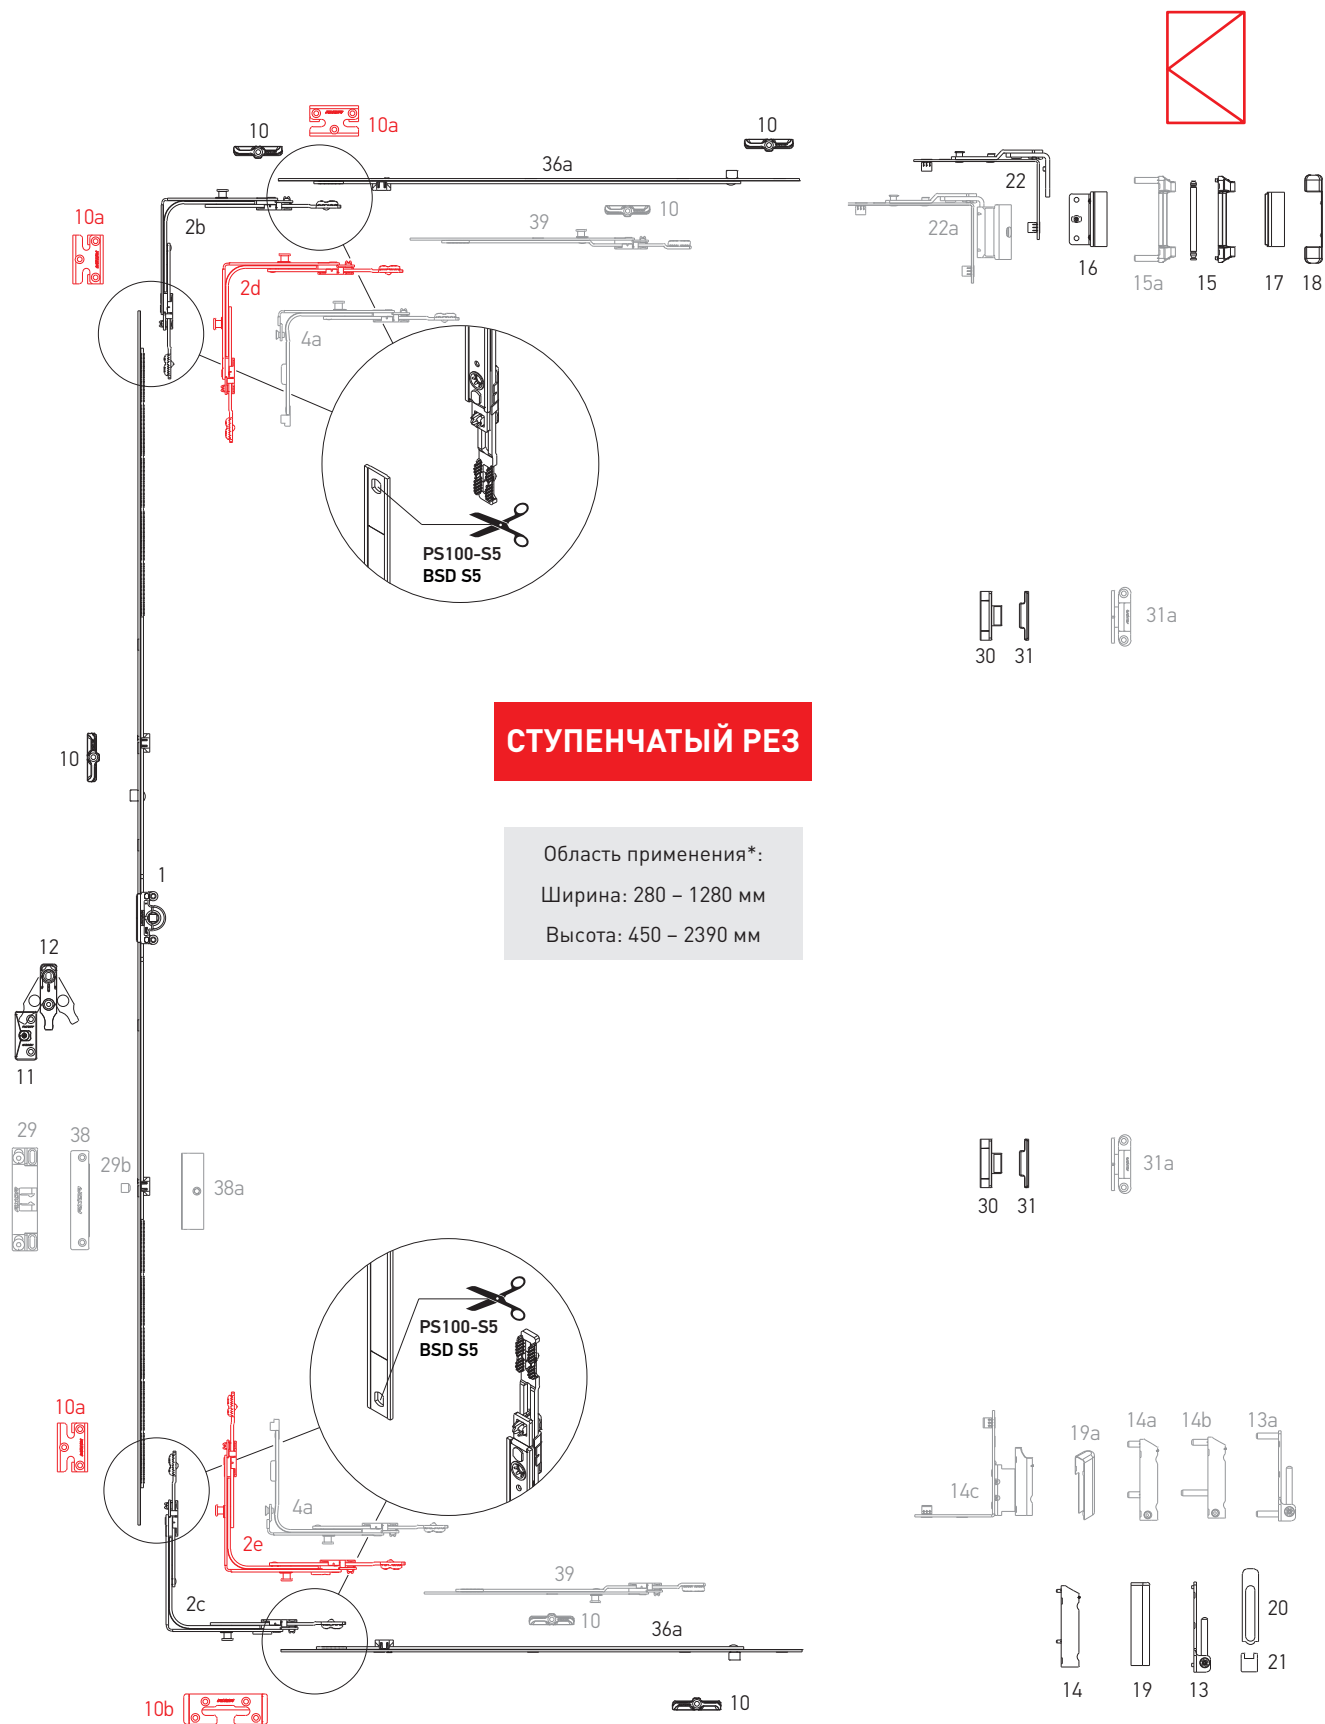 10a
10
10
36a
22
10a
2b
10
39
22a
16
15a
15
17
18
2d
4a
PS100-S5
BSD S5
31a
30
31
СТУПЕНЧАТЫЙ РЕЗ
10
Область применения*:
Ширина: 280 – 1280 мм
Высота: 450 – 2390 мм
1
12
11
29
38
29b
38a
31a
30
31
PS100-S5
BSD S5
10a
14a
14b
13a
19a
14c
4a
2e
39
2c
10
36a
20
21
14
19
13
10b
10